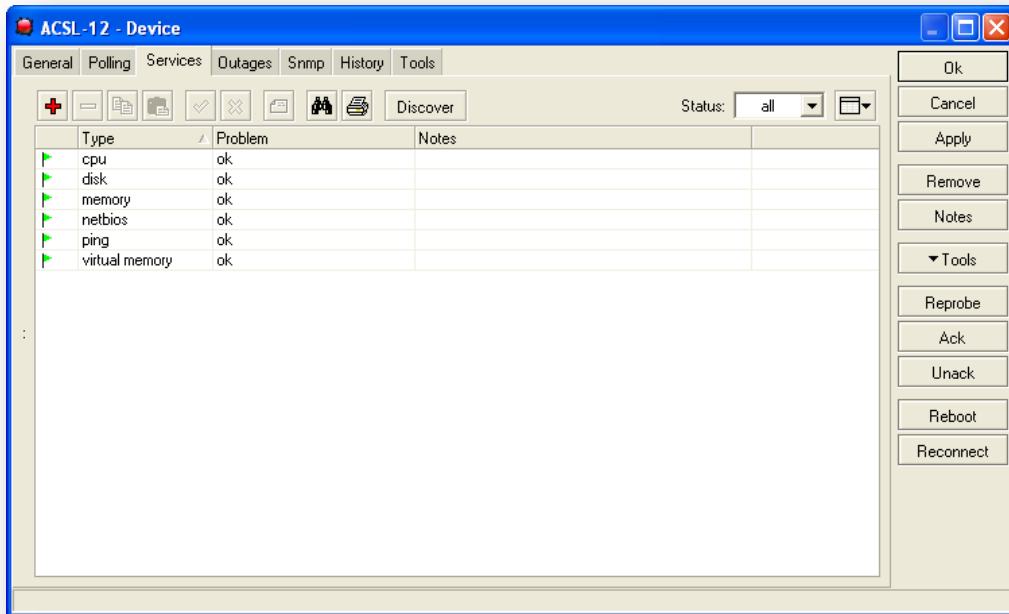 ACSL-12 - Device
General Polling Services Outages Snmp History Tools
Discover Status: all
Type Problem Notes
cpu ok
disk ok
memory ok
netbios ok
ping ok
virtual memory ok
Ok
Cancel
Apply
Remove
Notes
Tools
Reprobe
Ack
Unack
Reboot
Reconnect